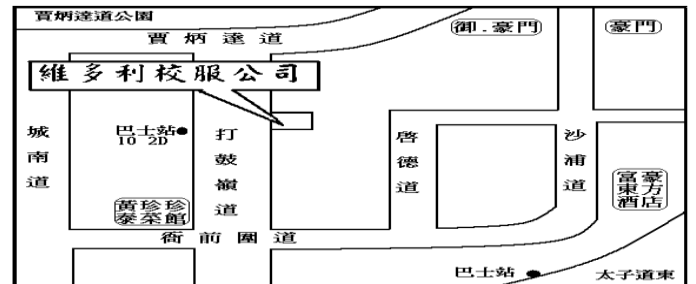 賈炳達道公園
賈炳達道
御.豪門
豪門
維多利校服公司
城南道
巴士站
10 2D
打鼓嶺道
啓德道
沙浦道
黃珍珍
泰菜館
富豪
東方
酒店
衙前圍道
巴士站
太子道東